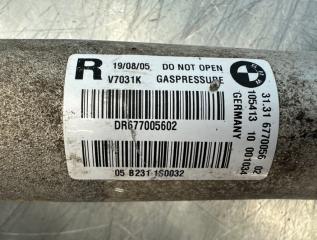 R
19/08/05 DO NOT OPEN
V7031K GASPRESSURE
DR677005602
05 B231 1S0032
31.31 6770056 02
105413 10 001034
GERMANY